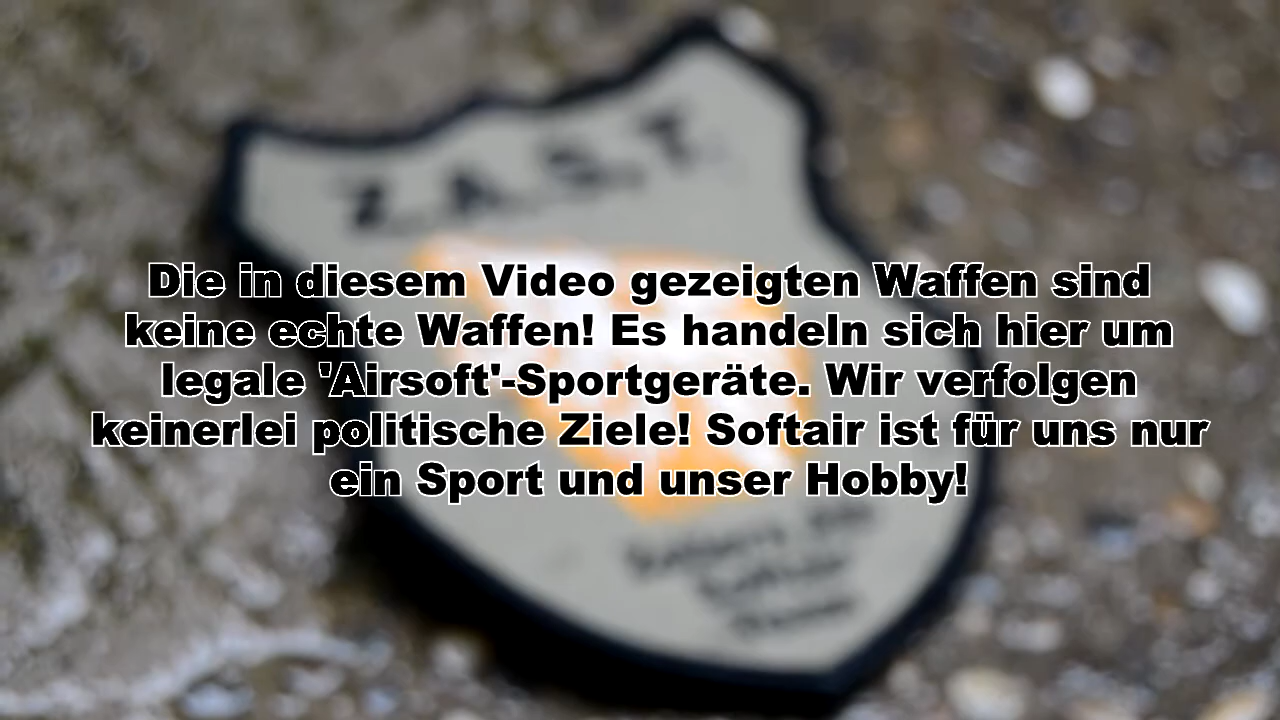 Z.A.S.T.
Die in diesem Video gezeigten Waffen sind
keine echte Waffen! Es handeln sich hier um
legale 'Airsoft'-Sportgeräte. Wir verfolgen
keinerlei politische Ziele! Softair ist für uns nur
ein Sport und unser Hobby!